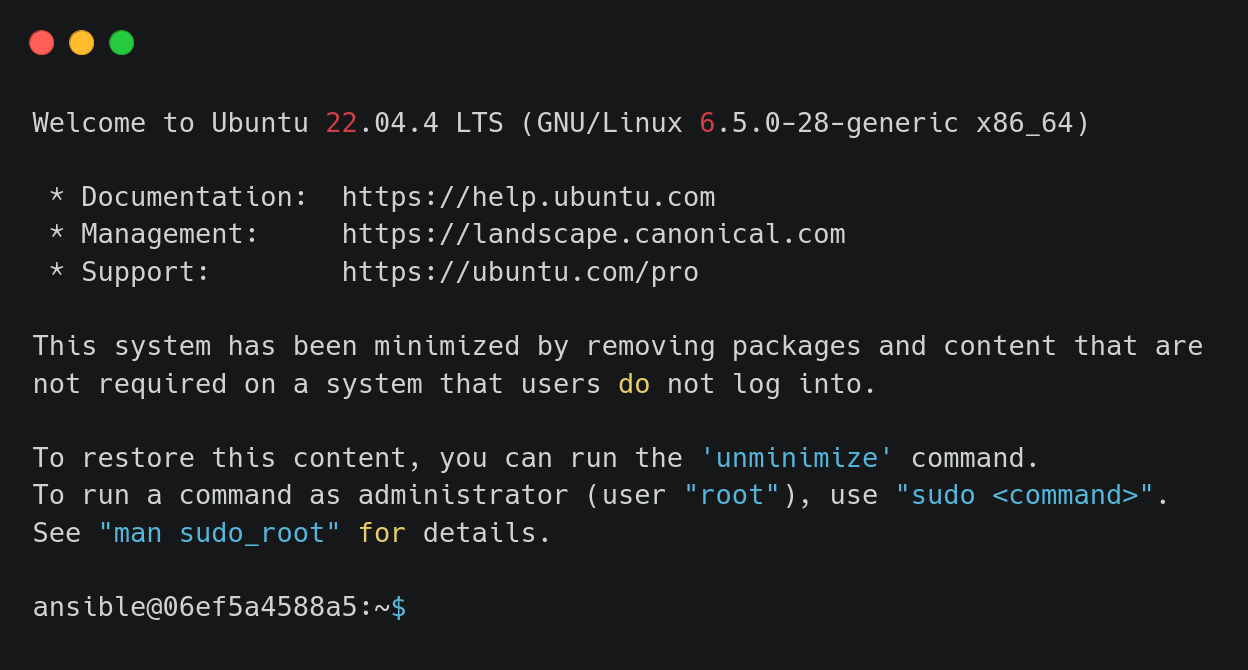 Welcome to Ubuntu 22.04.4 LTS (GNU/Linux 6.5.0-28-generic x86_64)
 * Documentation:  https://help.ubuntu.com
 * Management:     https://landscape.canonical.com
 * Support:        https://ubuntu.com/pro
This system has been minimized by removing packages and content that are
not required on a system that users do not log into.
To restore this content, you can run the 'unminimize' command.
To run a command as administrator (user "root"), use "sudo <command>".
See "man sudo_root" for details.
ansible@06ef5a4588a5:~$